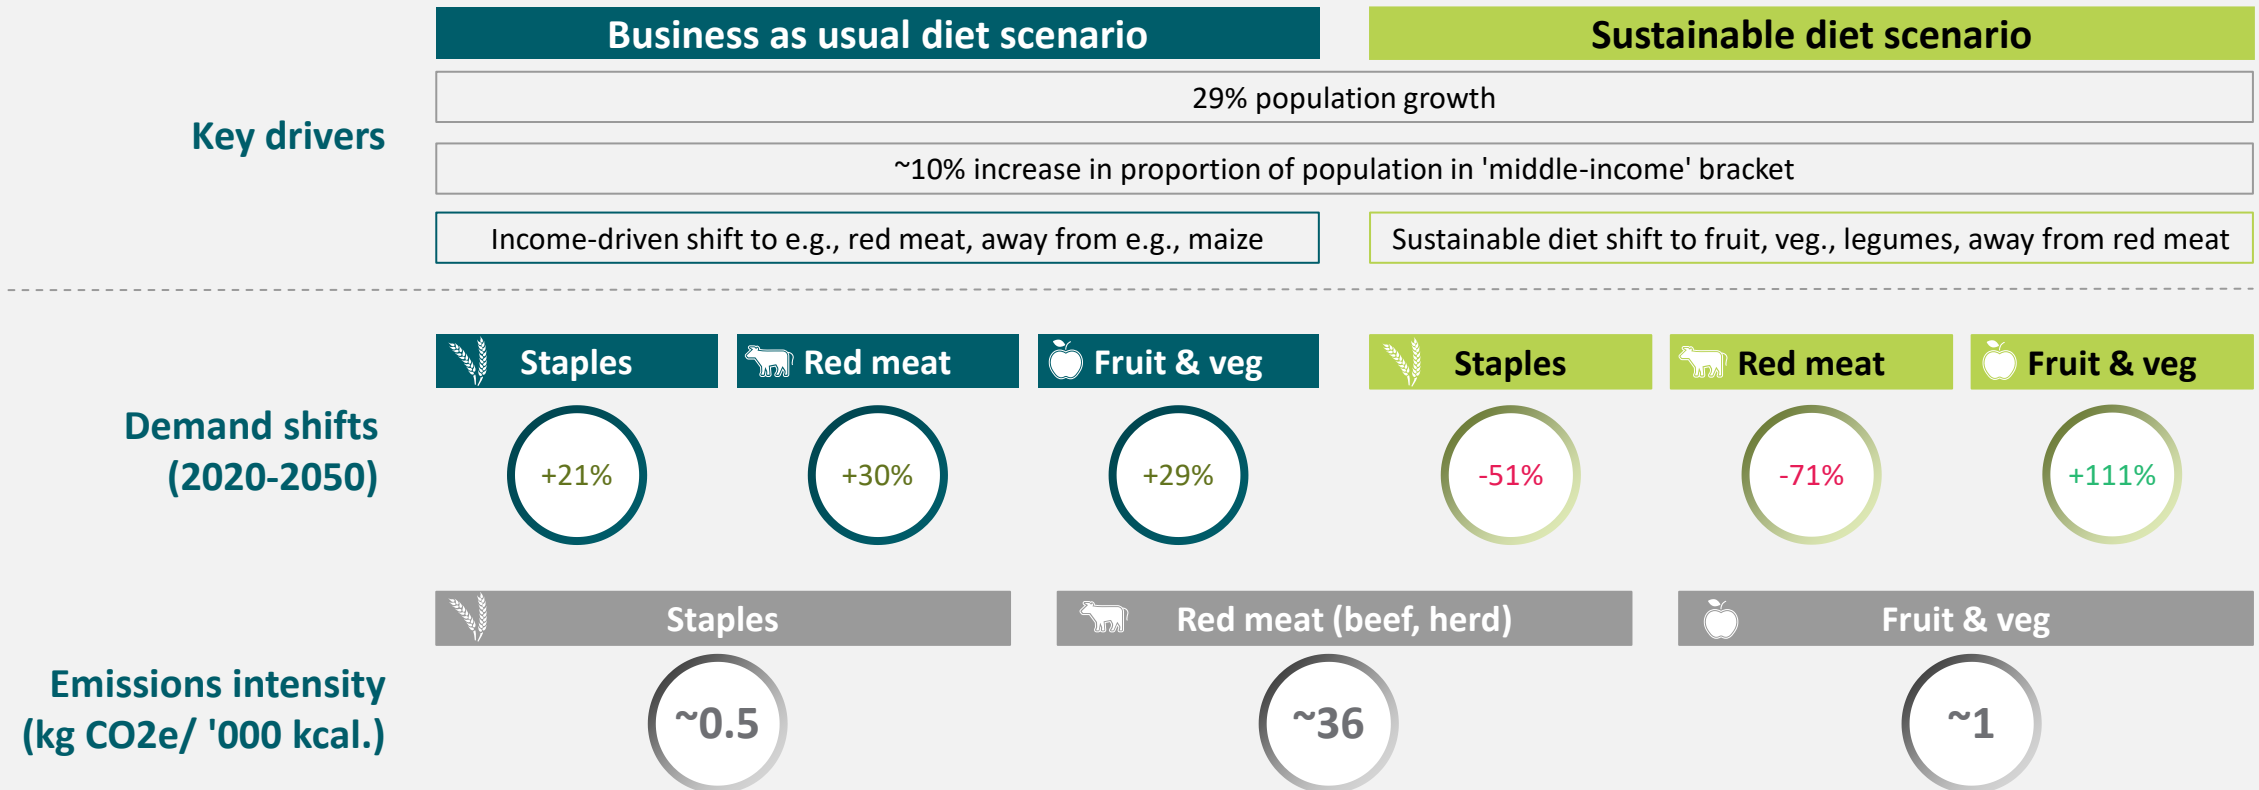 Business as usual diet scenario
Sustainable diet scenario
Key drivers
29% population growth
~10% increase in proportion of population in 'middle-income' bracket
Income-driven shift to e.g., red meat, away from e.g., maize
Sustainable diet shift to fruit, veg., legumes, away from red meat
Staples
Red meat
Fruit & veg
Staples
Red meat
Fruit & veg
Demand shifts
(2020-2050)
+21%
+30%
+29%
-51%
-71%
+111%
Staples
Red meat (beef, herd)
Fruit & veg
Emissions intensity
(kg CO2e/ '000 kcal.)
~0.5
~36
~1